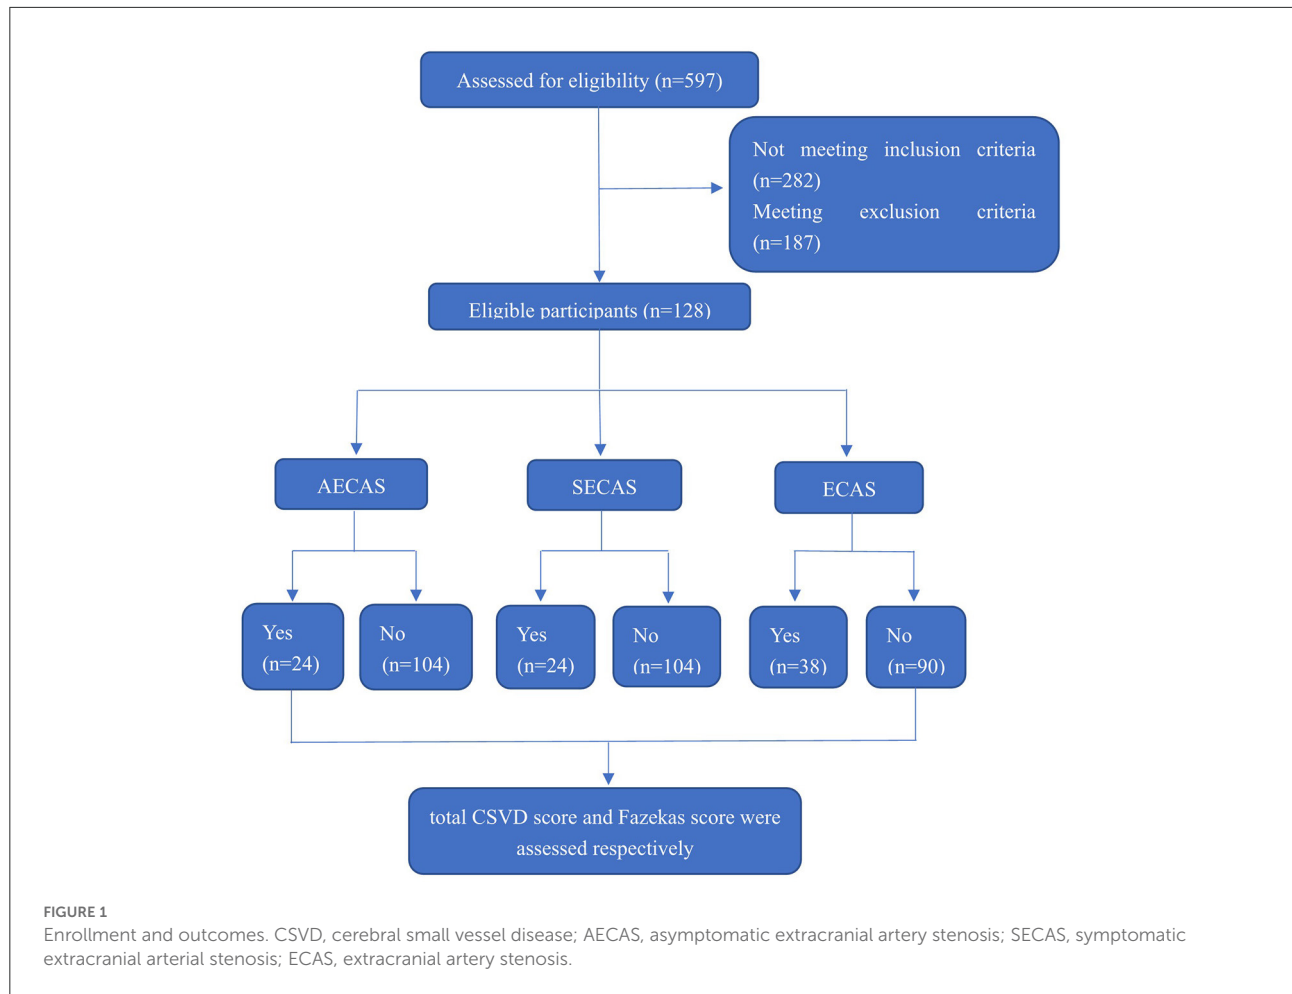 Assessed for eligibility (n=597)
Not meeting inclusion criteria
(n=282)
Meeting exclusion criteria
(n=187)
Eligible participants (n=128)
AECAS
SECAS
ECAS
Yes
(n=24)
No
(n=104)
Yes
(n=24)
No
(n=104)
Yes
(n=38)
No
(n=90)
total CSVD score and Fazekas score were
assessed respectively
FIGURE 1
Enrollment and outcomes. CSVD, cerebral small vessel disease; AECAS, asymptomatic extracranial artery stenosis; SECAS, symptomatic
extracranial arterial stenosis; ECAS, extracranial artery stenosis.